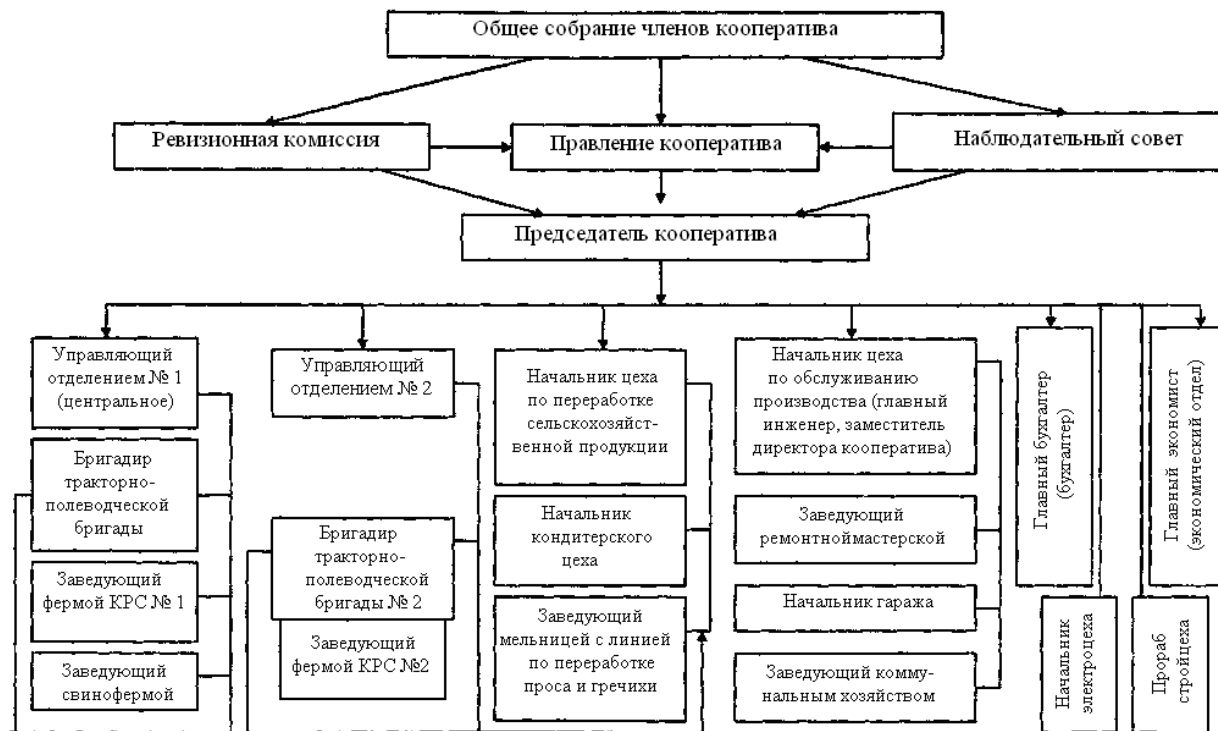 Общее собрание членов кооператива
Ревизионная комиссия
Правление кооператива
Наблюдательный совет
Председатель кооператива
Управляющий
отделением № 1
(центральное)
Бригадир
тракторно-
полеводческой
бригады
Заведующий
фермой КРС № 1
Заведующий
свинофермой
Управляющий
отделением № 2
Бригадир
тракторно-
полеводческой
бригады № 2
Заведующий
фермой КРС №2
Начальник цеха
по переработке
сельскохозяйст-
венной продукции
Начальник
кондитерского
цеха
Заведующий
мельницей с линией
по переработке
проса и гречихи
Начальник цеха
по обслуживанию
производства (главный
инженер, заместитель
директора кооператива)
Заведующий
ремонтноймастерской
Начальник гаража
Заведующий комму-
нальным хозяйством
Главный бухгалтер
(бухгалтер)
Начальник
электроцеха
Прораб
стройцеха
Главный экономист
(экономический отдел)